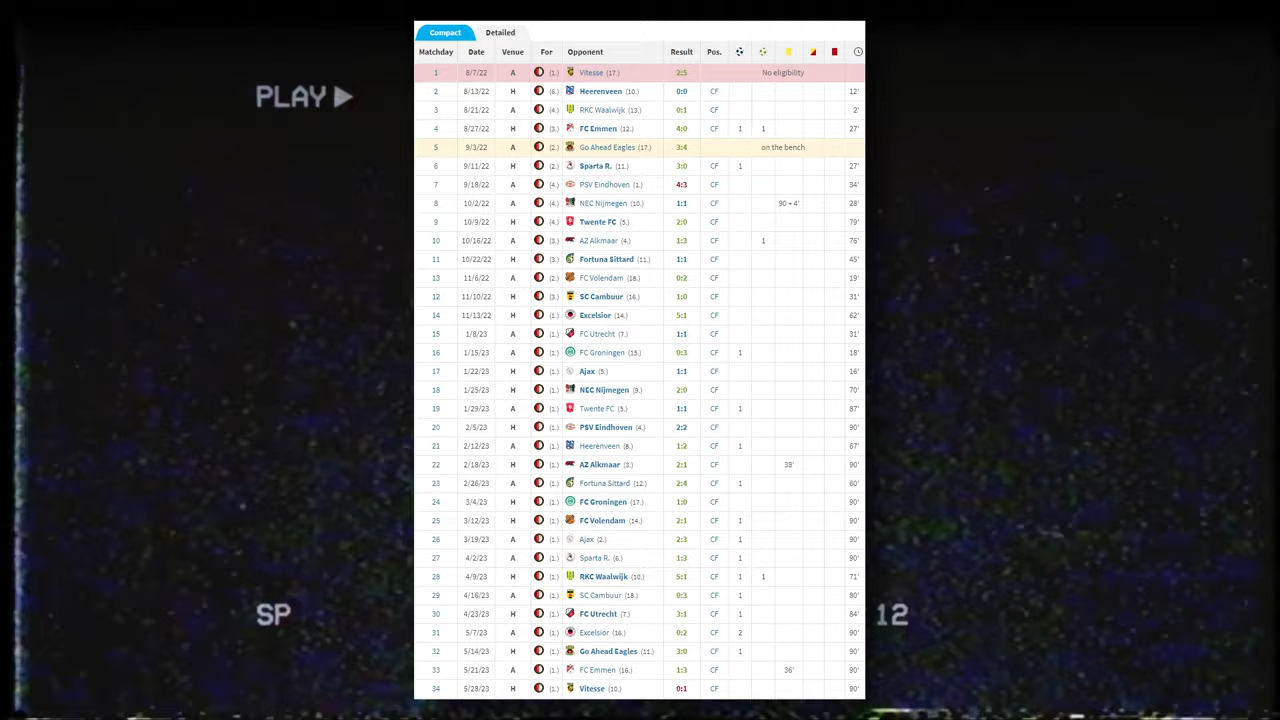 Compact Detailed
Matchday Date Venue For Opponent Result Pos.
1 8/7/22 A (1.) Vitesse (17.) 2:5 No eligibility
2 8/13/22 H (6.) Heerenveen (10.) 0:0 CF 12'
3 8/21/22 A (4.) RKC Waalwijk (13.) 0:1 CF 2'
PLAY
4 8/27/22 H (3.) FC Emmen (12.) 4:0 CF 1 1 27'
5 9/3/22 A (2.) Go Ahead Eagles (17.) 3:4 on the bench
6 9/11/22 H (2.) Sparta R. (11.) 3:0 CF 1 27'
7 9/18/22 A (4.) PSV Eindhoven (1.) 4:3 CF 34'
8 10/2/22 A (4.) NEC Nijmegen (10.) 1:1 CF 90 + 4' 28'
9 10/9/22 H (4.) Twente FC (5.) 2:0 CF 79'
10 10/16/22 A (3.) AZ Alkmaar (4.) 1:3 CF 1 76'
11 10/22/22 H (3.) Fortuna Sittard (11.) 1:1 CF 45'
13 11/6/22 A (2.) FC Volendam (18.) 0:2 CF 19'
12 11/10/22 H (3.) SC Cambuur (16.) 1:0 CF 31'
14 11/13/22 H (1.) Excelsior (14.) 5:1 CF 62'
15 1/8/23 A (1.) FC Utrecht (7.) 1:1 CF 31'
16 1/15/23 A (1.) FC Groningen (15.) 0:3 CF 1 18'
17 1/22/23 H (1.) Ajax (5.) 1:1 CF 16'
18 1/25/23 H (1.) NEC Nijmegen (9.) 2:0 CF 70'
19 1/29/23 A (1.) Twente FC (5.) 1:1 CF 1 87'
20 2/5/23 H (1.) PSV Eindhoven (4.) 2:2 CF 90'
21 2/12/23 A (1.) Heerenveen (8.) 1:2 CF 1 67'
22 2/18/23 H (1.) AZ Alkmaar (3.) 2:1 CF 38' 90'
23 2/26/23 A (1.) Fortuna Sittard (12.) 2:4 CF 1 60'
24 3/4/23 H (1.) FC Groningen (17.) 1:0 CF 90'
25 3/12/23 H (1.) FC Volendam (14.) 2:1 CF 1 90'
26 3/19/23 A (1.) Ajax (2.) 2:3 CF 1 90'
27 4/2/23 A (1.) Sparta R. (6.) 1:3 CF 1 90'
28 4/9/23 H (1.) RKC Waalwijk (10.) 5:1 CF 1 1 71'
29 4/16/23 A (1.) SC Cambuur (18.) 0:3 CF 1 80'
30 4/23/23 H (1.) FC Utrecht (7.) 3:1 CF 1 84'
SP 12
31 5/7/23 A (1.) Excelsior (16.) 0:2 CF 2 90'
32 5/14/23 H (1.) Go Ahead Eagles (11.) 3:0 CF 1 90'
33 5/21/23 A (1.) FC Emmen (16.) 1:3 CF 36' 90'
34 5/28/23 H (1.) Vitesse (10.) 0:1 CF 90'